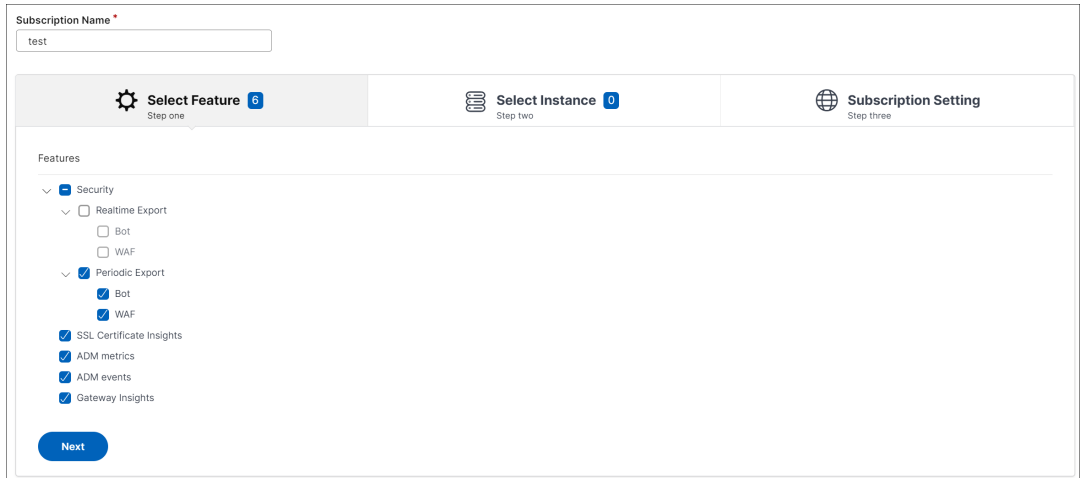 Subscription Name *
test
Select Feature 6
Step one
Select Instance 0
Step two
Subscription Setting
Step three
Features
Security
Realtime Export
Bot
WAF
Periodic Export
Bot
WAF
SSL Certificate Insights
ADM metrics
ADM events
Gateway Insights
Next